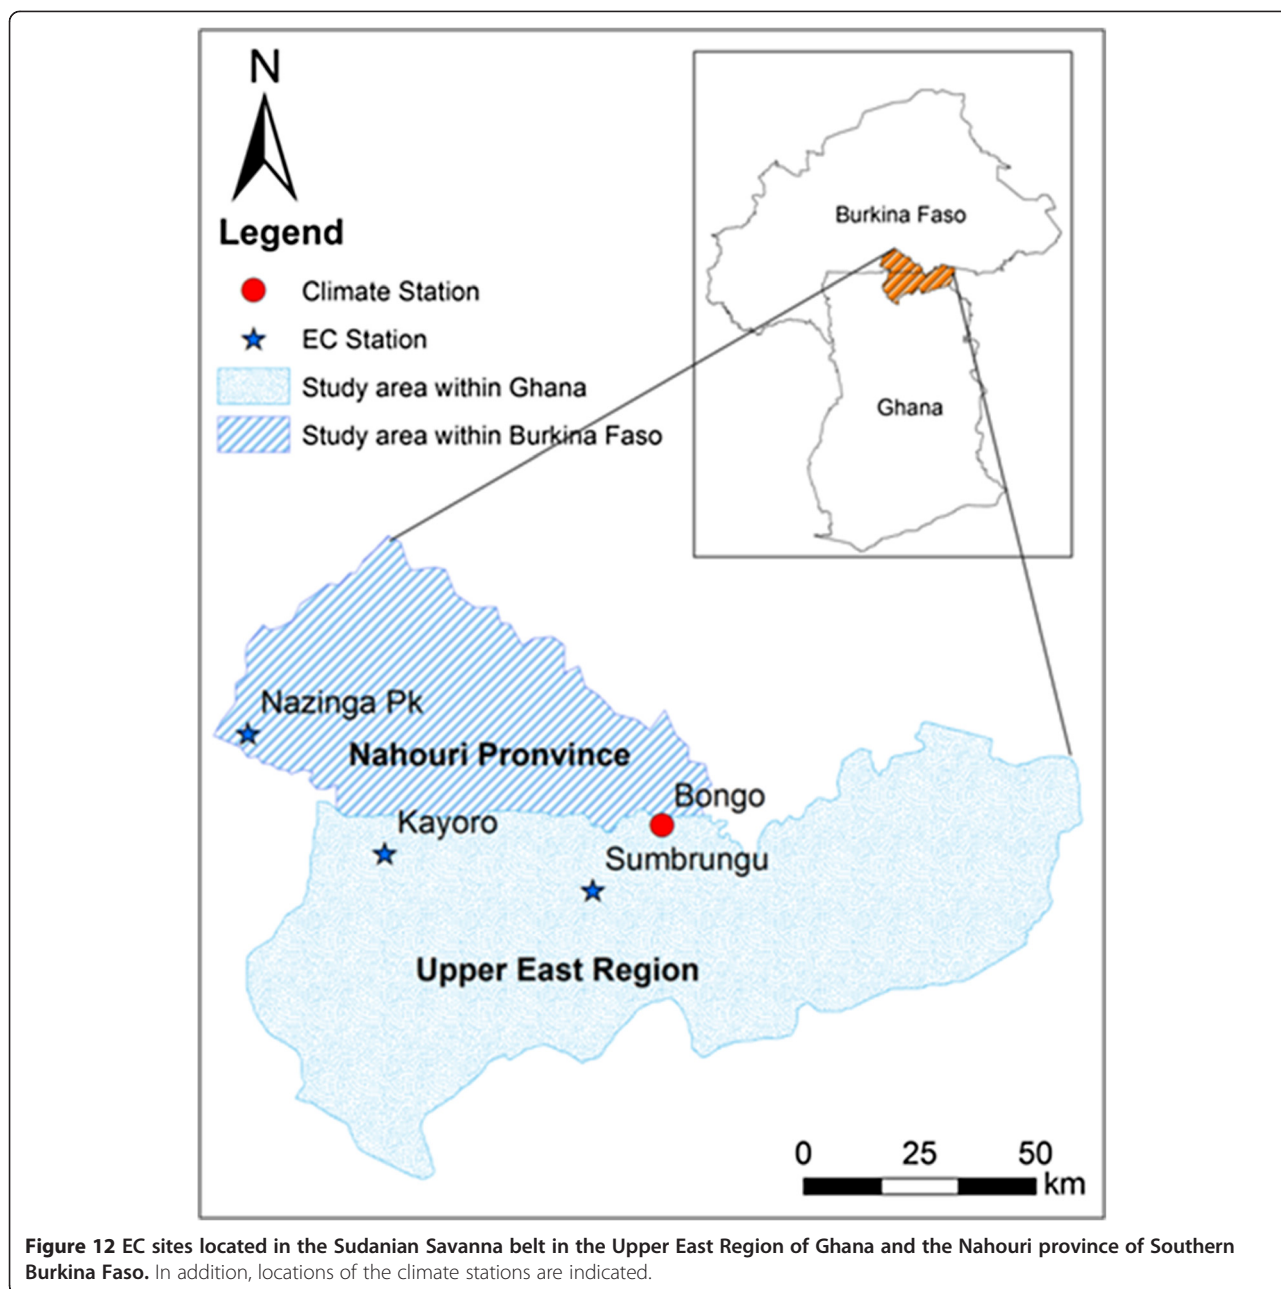 N
Legend
Climate Station
EC Station
Study area within Ghana
Study area within Burkina Faso
Burkina Faso
Ghana
Nazinga Pk
Nahouri Pronvince
Bongo
Kayoro
Sumbrungu
Upper East Region
0 25 50
km
Figure 12 EC sites located in the Sudanian Savanna belt in the Upper East Region of Ghana and the Nahouri province of Southern
Burkina Faso. In addition, locations of the climate stations are indicated.